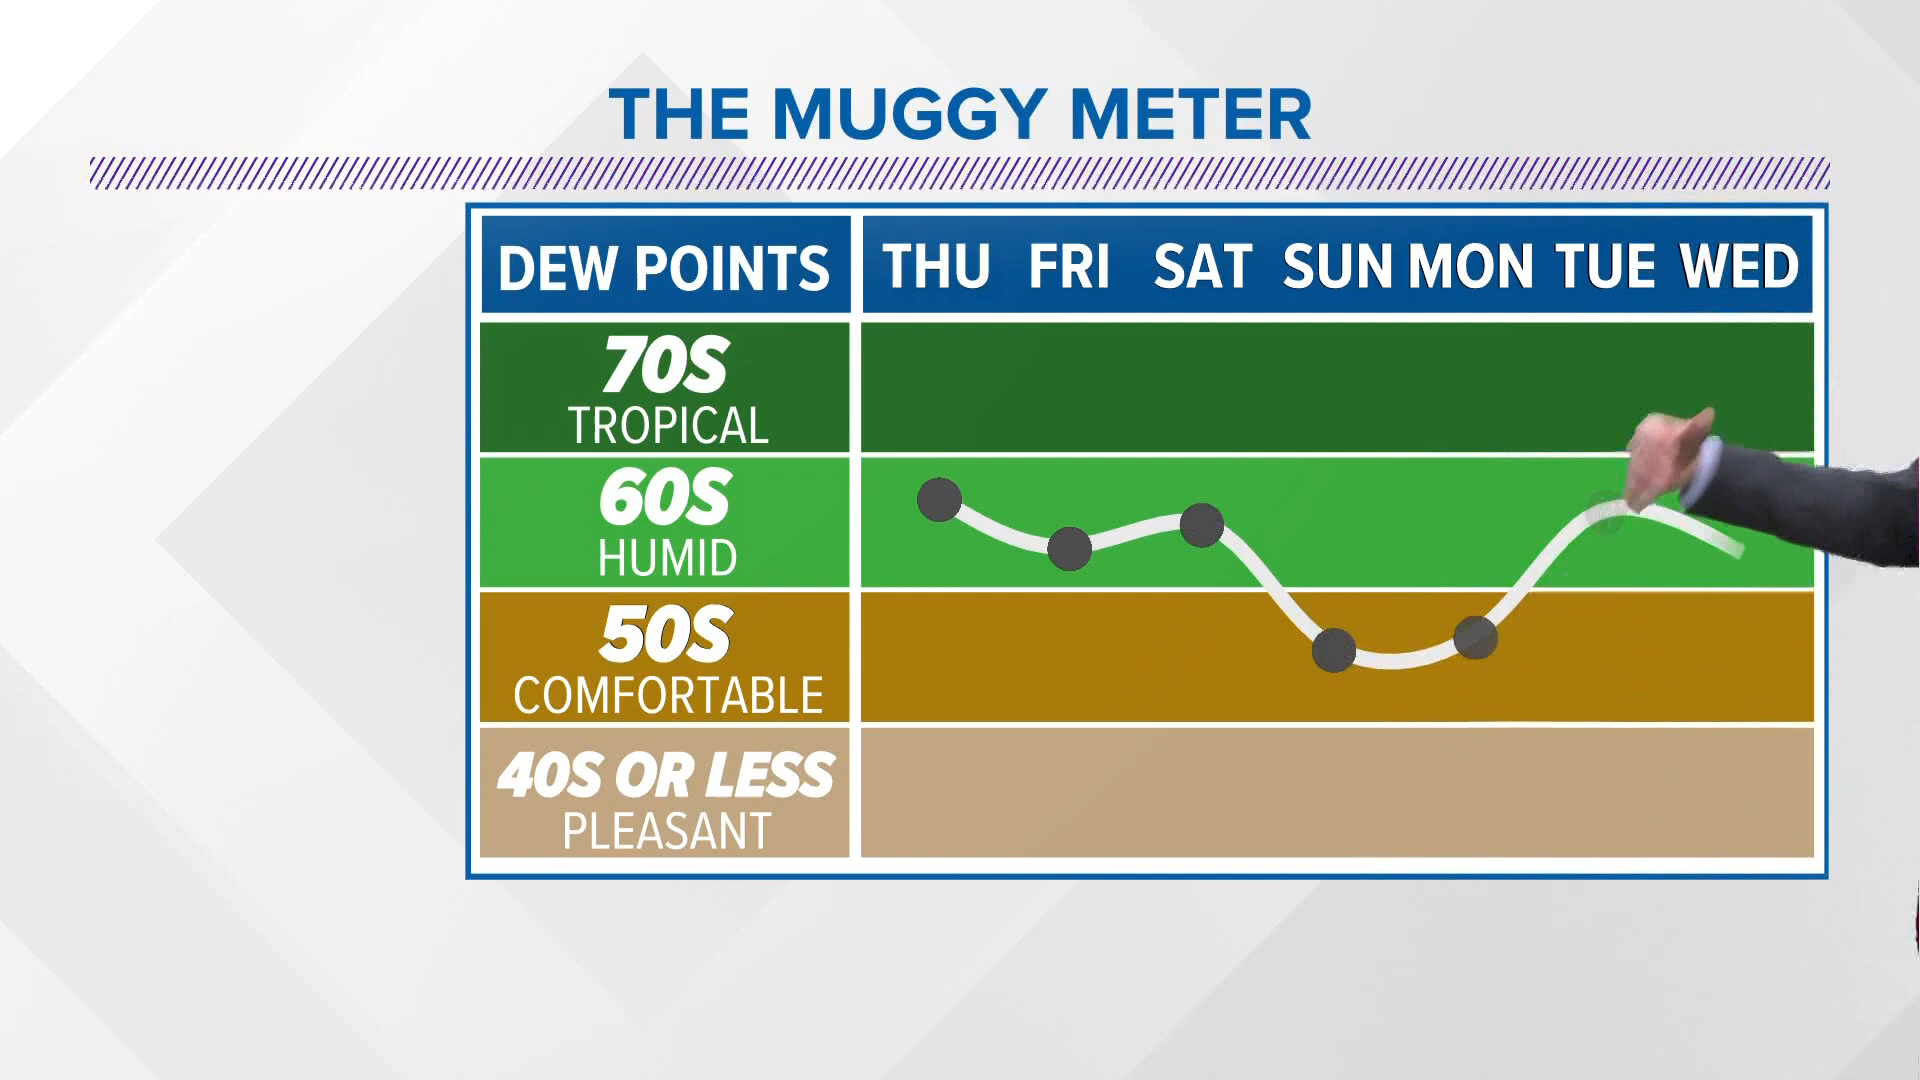 THE MUGGY METER
DEW POINTS THU FRI SAT SUN MON TUE WED
70S
TROPICAL
60S
HUMID
50S
COMFORTABLE
40S OR LESS
PLEASANT